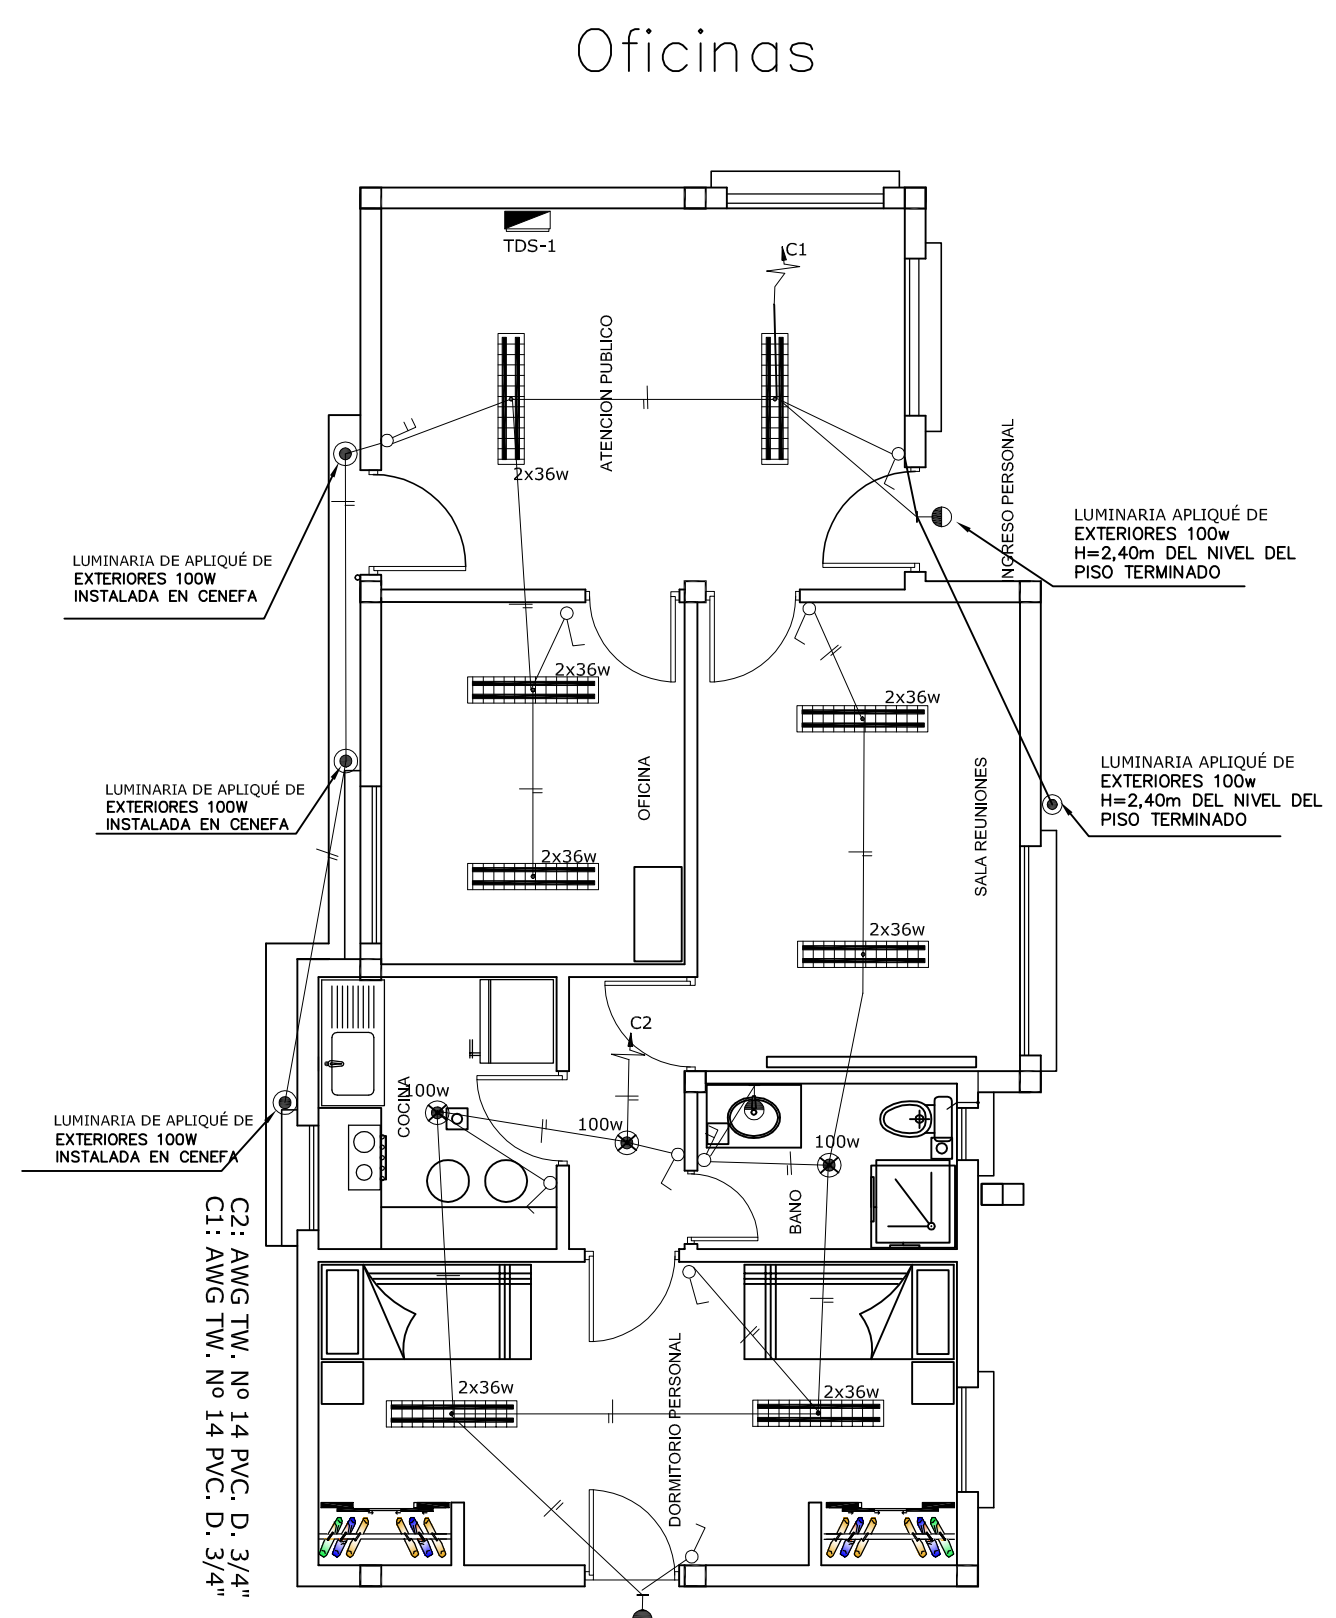 Oficinas
TDS-1
C1
ATENCION PUBLICO
2x36w
INGRESO PERSONAL
LUMINARIA APLIQUÉ DE
EXTERIORES 100w
H=2,40m DEL NIVEL DEL
PISO TERMINADO
LUMINARIA DE APLIQUÉ DE
EXTERIORES 100W
INSTALADA EN CENEFA
2x36w
2x36w
OFICINA
SALA REUNIONES
LUMINARIA APLIQUÉ DE
EXTERIORES 100w
H=2,40m DEL NIVEL DEL
PISO TERMINADO
LUMINARIA DE APLIQUÉ DE
EXTERIORES 100W
INSTALADA EN CENEFA
2x36w
2x36w
C2
COCINA
100w
100w
100w
BANO
LUMINARIA DE APLIQUÉ DE
EXTERIORES 100W
INSTALADA EN CENEFA
C2: AWG TW. Nº 14 PVC. D. 3/4"
C1: AWG TW. Nº 14 PVC. D. 3/4"
2x36w
2x36w
DORMITORIO PERSONAL